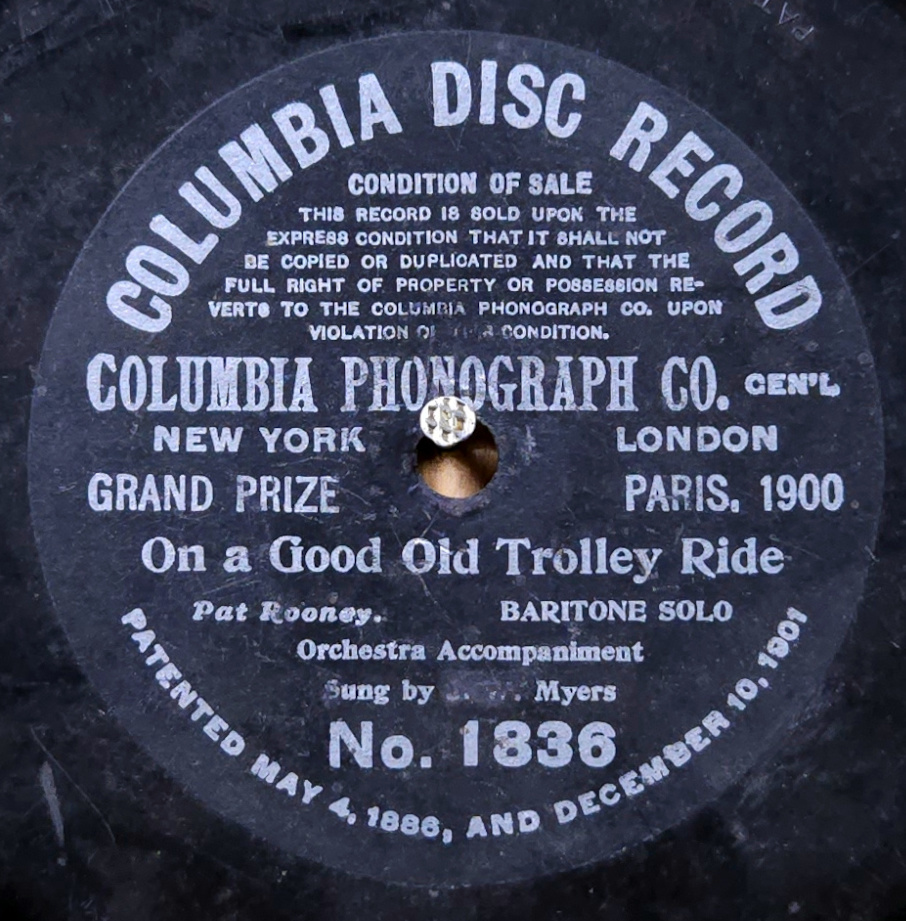 COLUMBIA DISC RECORD
CONDITION OF SALE
THIS RECORD IS SOLD UPON THE
EXPRESS CONDITION THAT IT SHALL NOT
BE COPIED OR DUPLICATED AND THAT THE
FULL RIGHT OF PROPERTY OR POSSESSION RE-
VERTS TO THE COLUMBIA PHONOGRAPH CO. UPON
VIOLATION CONDITION.
COLUMBIA PHONOGRAPH CO. GEN'L
NEW YORK LONDON
GRAND PRIZE PARIS, 1900
On a Good Old Trolley Ride
Pat Rooney. BARITONE SOLO
Orchestra Accompaniment
Sung by Myers
No. 1836
PATENTED MAY 4, 1886, AND DECEMBER 10, 1901